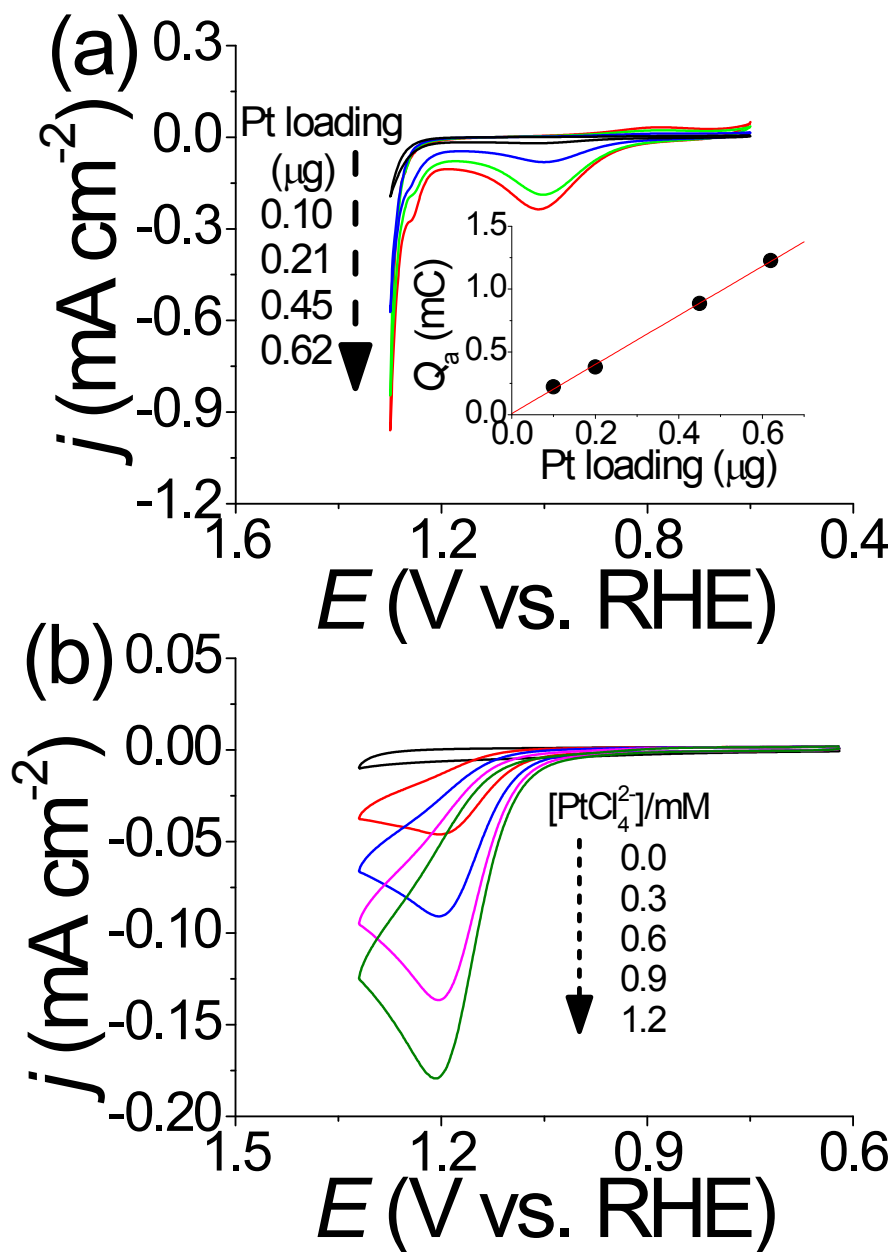 (a)
0.3
0.0
-0.3
-0.6
-0.9
-1.2
j (mA cm⁻²)
Pt loading
(μg)
0.10
0.21
0.45
0.62
1.5
1.0
0.5
0.0
Qa (mC)
0.0 0.2 0.4 0.6
Pt loading (μg)
1.6 1.2 0.8 0.4
E (V vs. RHE)
(b)
0.05
0.00
-0.05
-0.10
-0.15
-0.20
j (mA cm⁻²)
[PtCl₄²⁻]/mM
0.0
0.3
0.6
0.9
1.2
1.5 1.2 0.9 0.6
E (V vs. RHE)